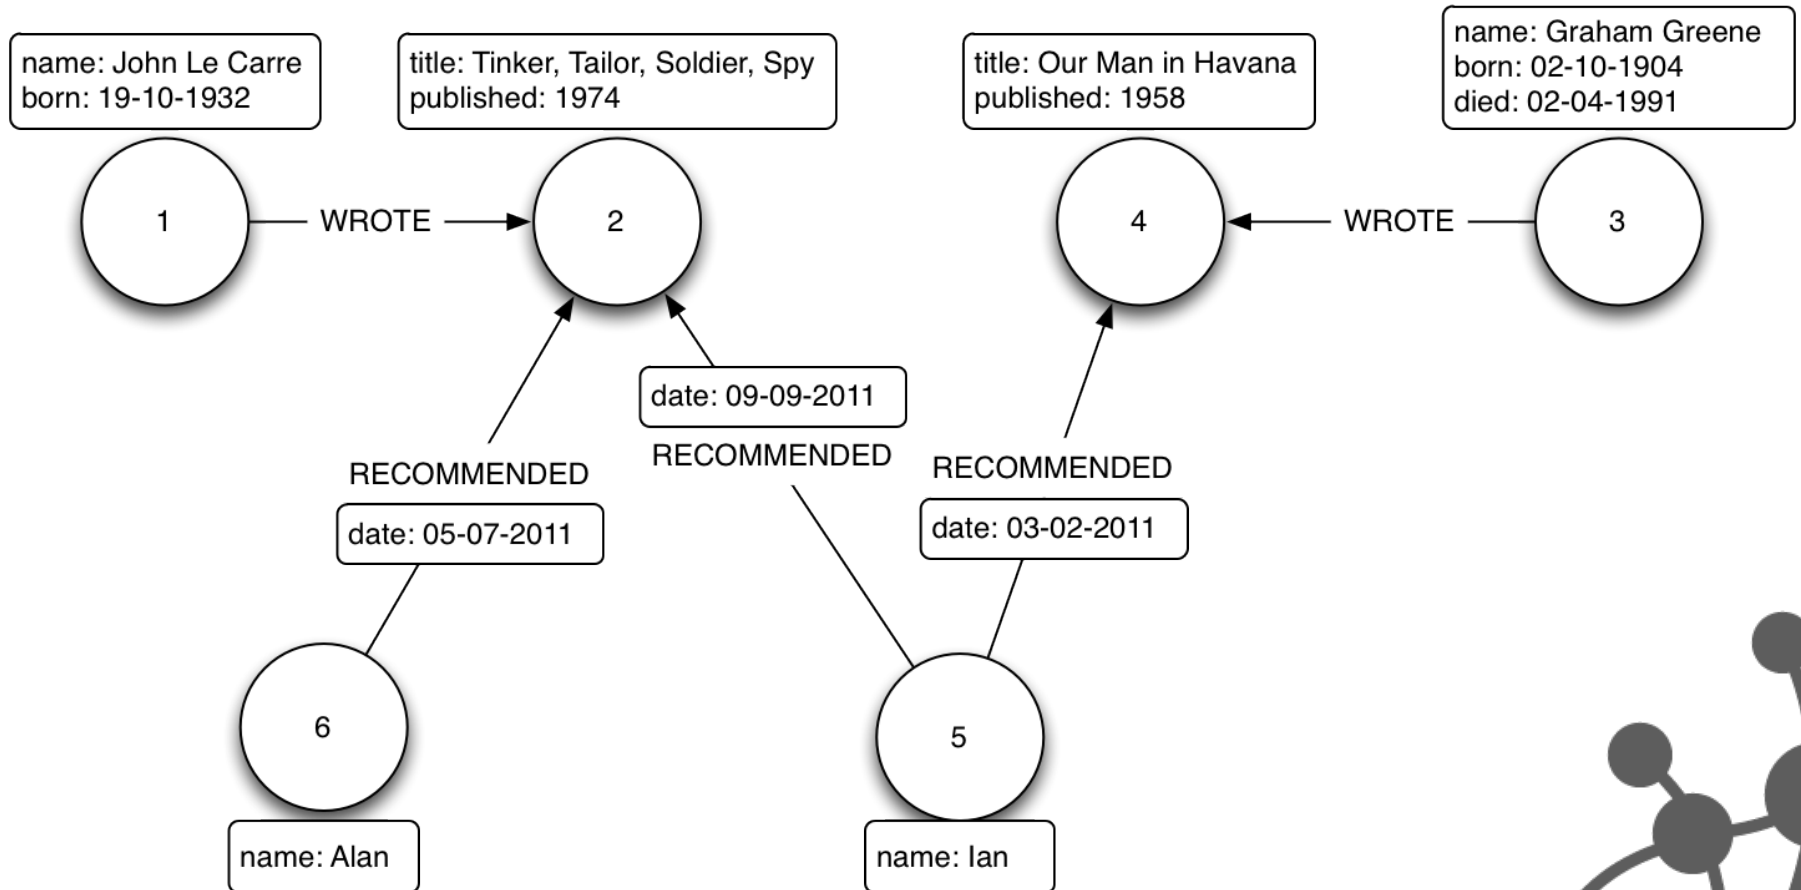 name: John Le Carre
born: 19-10-1932
title: Tinker, Tailor, Soldier, Spy
published: 1974
title: Our Man in Havana
published: 1958
name: Graham Greene
born: 02-10-1904
died: 02-04-1991
1
WROTE
2
4
WROTE
3
date: 09-09-2011
RECOMMENDED
RECOMMENDED
date: 05-07-2011
RECOMMENDED
date: 03-02-2011
6
5
name: Alan
name: Ian